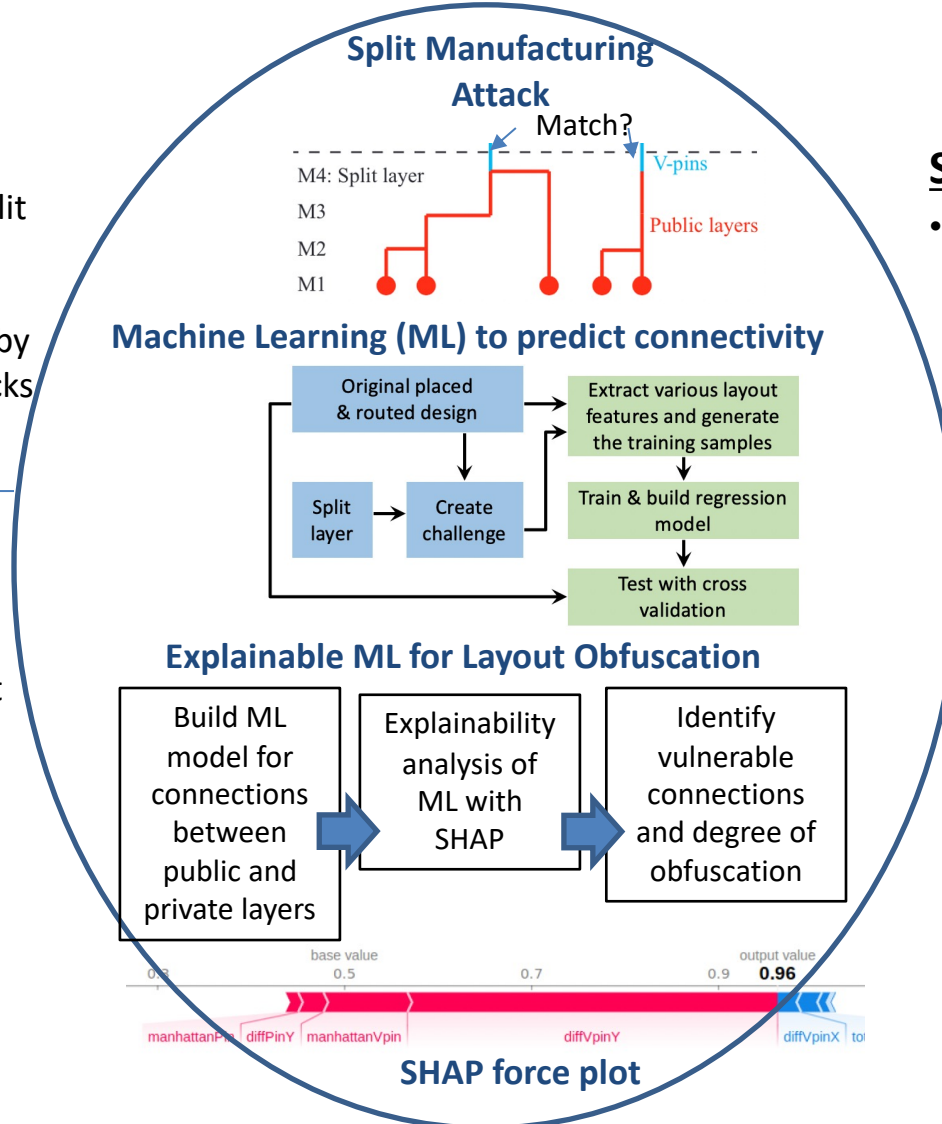 Split Manufacturing
Attack
Match?
V-pins
M4: Split layer
M3
Public layers
M2
M1
by
Machine Learning (ML) to predict connectivity
Original placed
& routed design
Extract various layout
features and generate
the training samples
Split
layer
Create
challenge
Train & build regression
model
Test with cross
validation
Explainable ML for Layout Obfuscation
Build ML
model for
connections
between
public and
private layers
Explainability
analysis of
ML with
SHAP
Identify
vulnerable
connections
and degree of
obfuscation
base value
output value
0.5
0.7
0.9
0.96
diffPinY
manhattanVpin
diffVpinY
diffVpinX
SHAP force plot